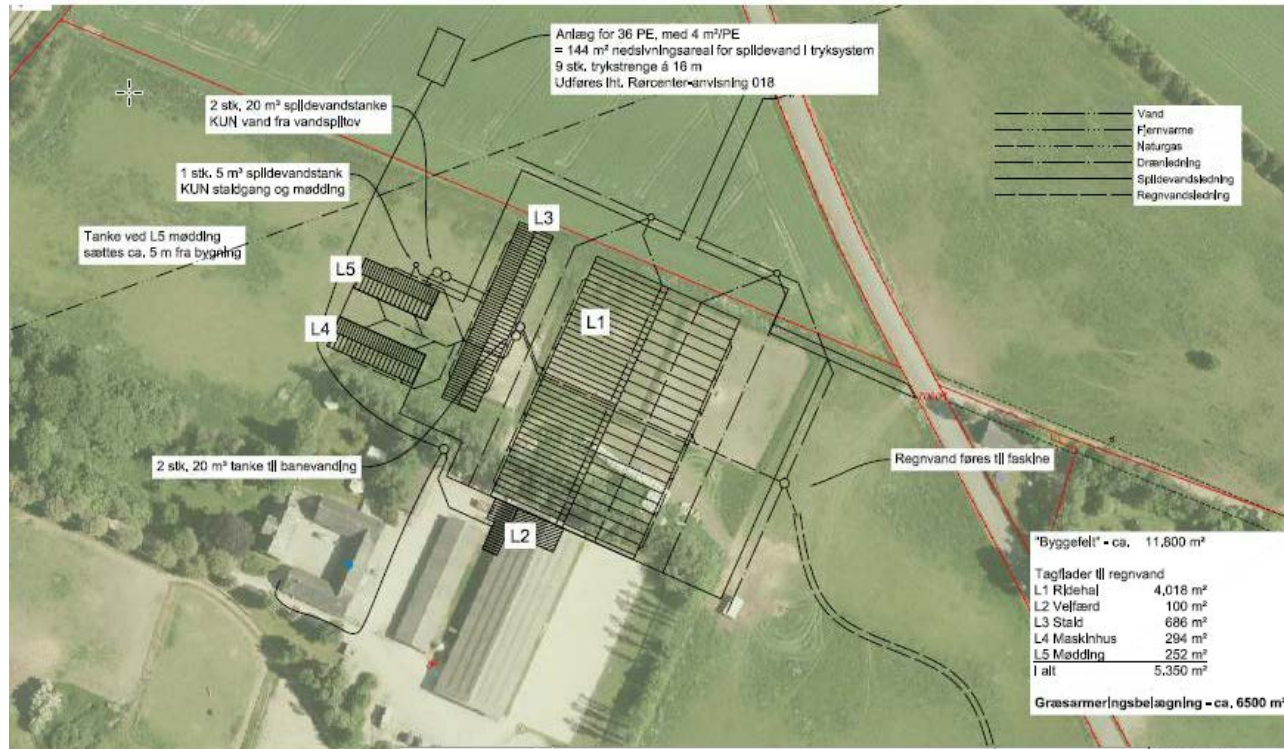 Anlæg for 36 PE, med 4 m²/PE
= 144 m² nedsivningsareal for spildevand i tryksystem
9 stk. trykstrenge á 16 m
Udføres iht. Rørcenter-anvisning 018
2 stk. 20 m³ spildevandstanke
KUN vand fra vandspiltov
1 stk. 5 m³ spildevandstank
KUN staldgang og mødding
Tanke ved L5 mødding
sættes ca. 5 m fra bygning
Vand
Fjernvarme
Naturgas
Drænledning
Spildevandsledning
Regnvandsledning
L3
L5
L1
L4
2 stk. 20 m³ tanke til banevanding
Regnvand føres til faskine
L2
"Byggefelt" - ca. 11.800 m²
Tagflader til regnvand
L1 Ridehal 4.018 m²
L2 Velfærd 100 m²
L3 Stald 686 m²
L4 Maskinhus 294 m²
L5 Mødding 252 m²
I alt 5.350 m²
Græsarmeringsbelægning - ca. 6500 m²